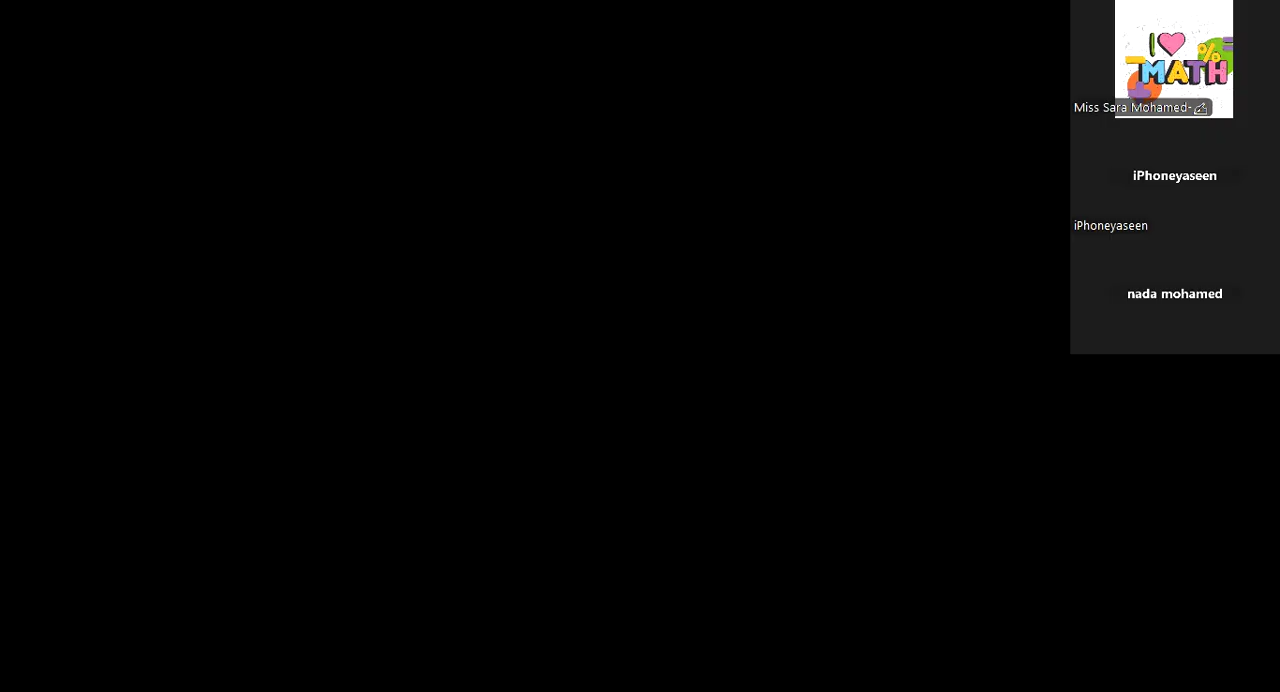 I
MATH
%
Miss Sara Mohamed-
iPhoneyaseen
iPhoneyaseen
nada mohamed